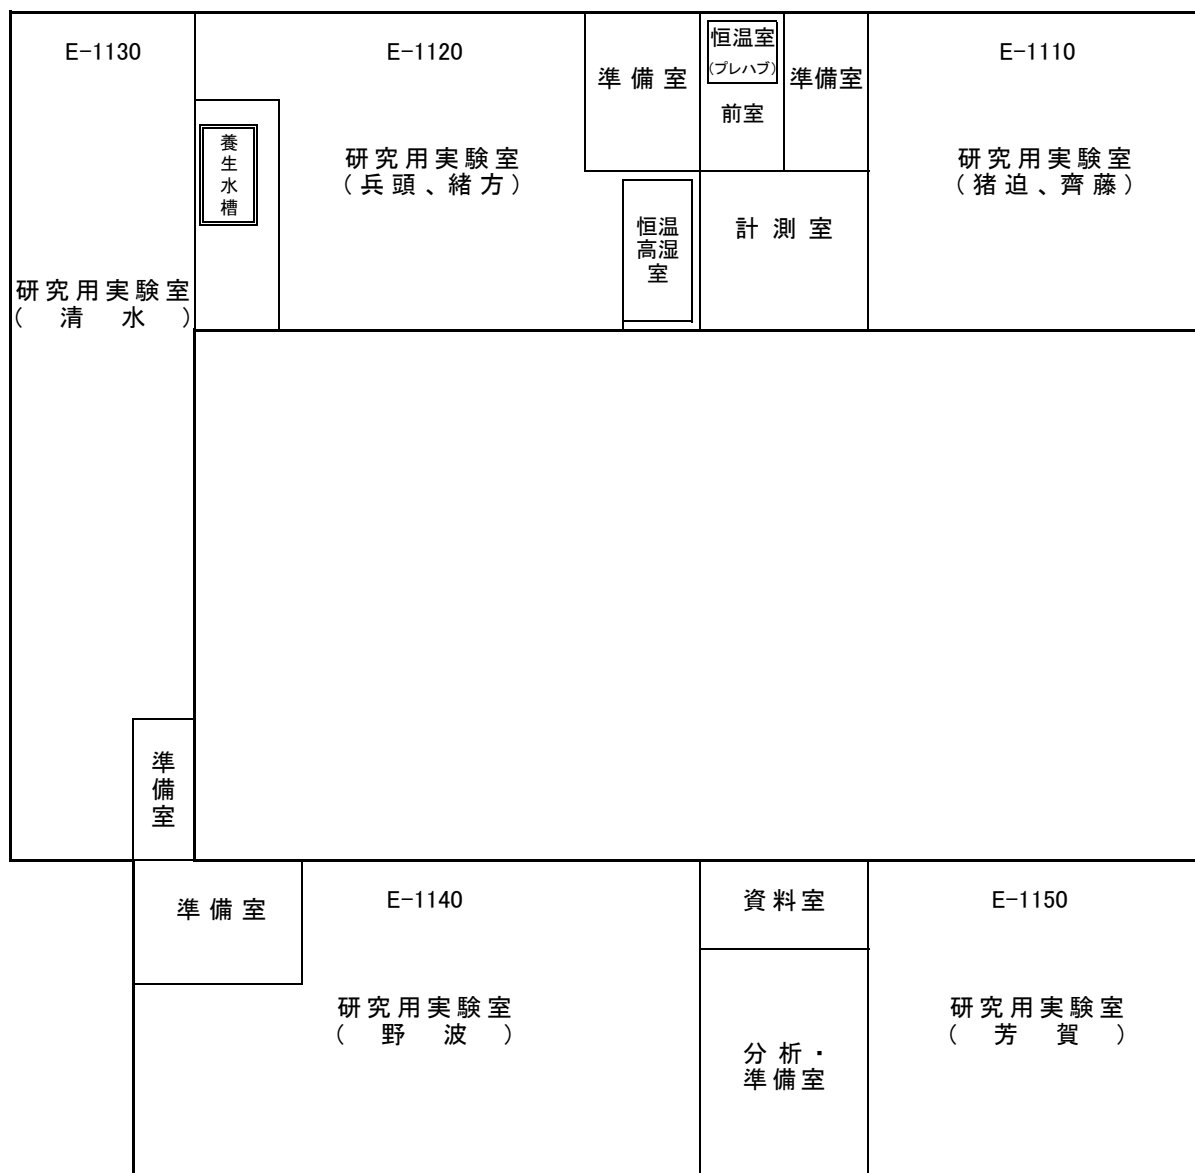 E-1130
研究用実験室
(清水)
養生水槽
E-1120
研究用実験室
(兵頭、緒方)
準備室
恒温室
(プレハブ)
前室
準備室
恒温
高湿
室
計測室
E-1110
研究用実験室
(猪迫、齊藤)
準備室
準備室
E-1140
研究用実験室
(野波)
資料室
分析・
準備室
E-1150
研究用実験室
(芳賀)